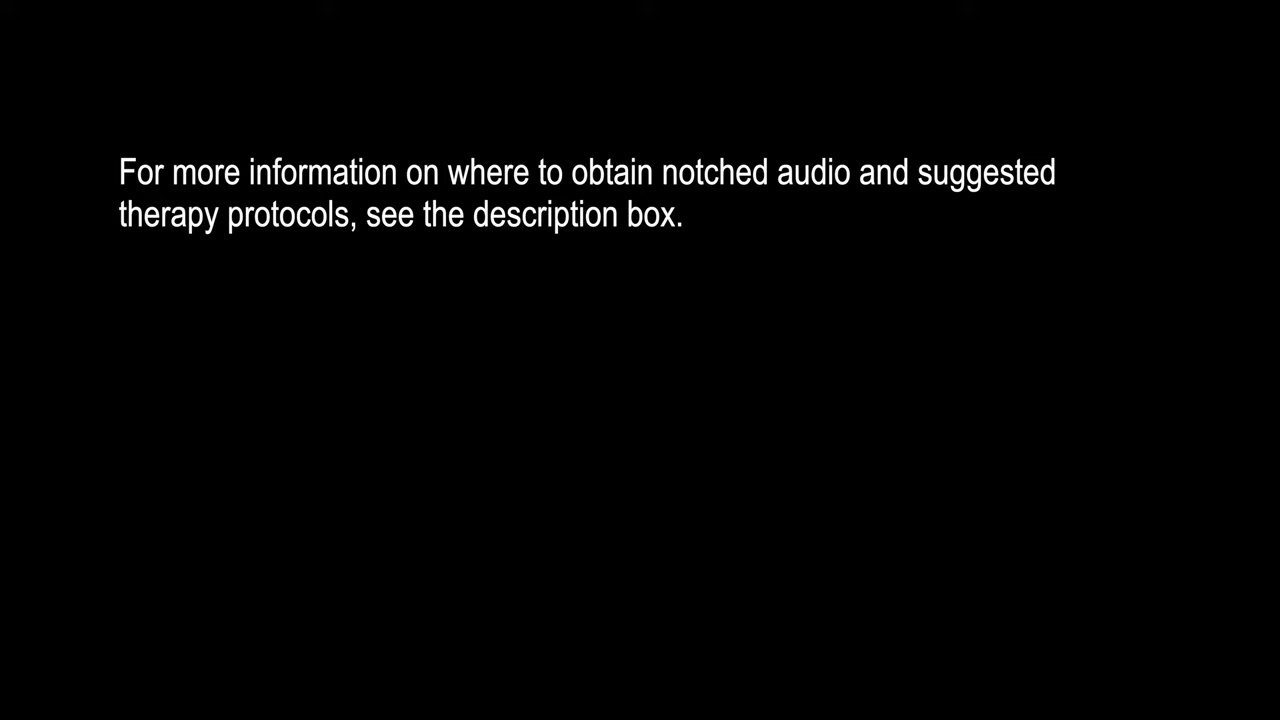 For more information on where to obtain notched audio and suggested
therapy protocols, see the description box.